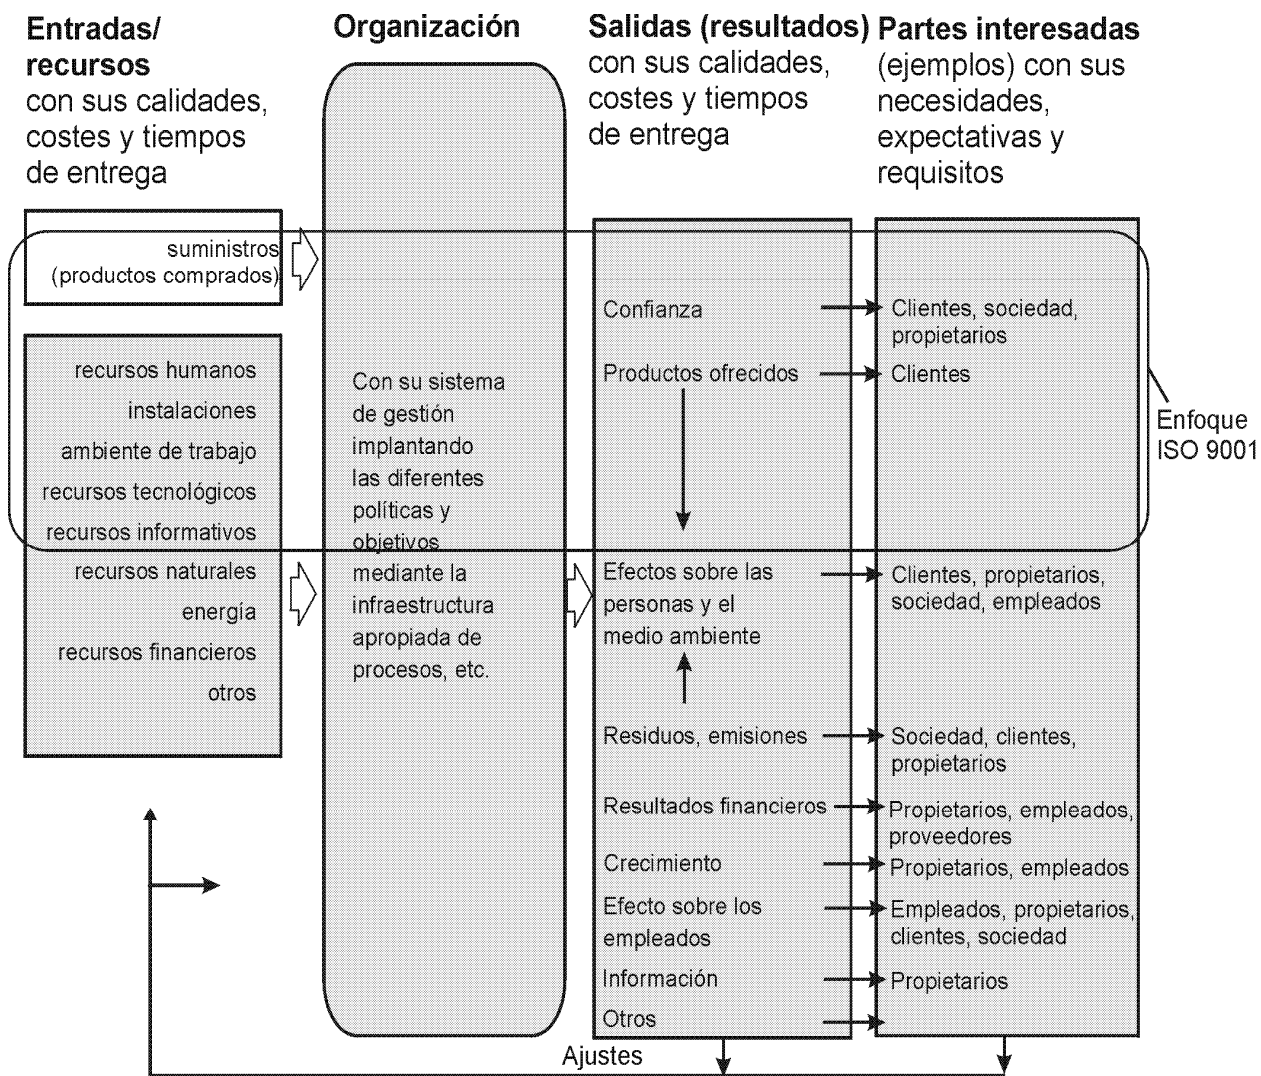 Entradas/
recursos
con sus calidades,
costes y tiempos
de entrega
Organización
Salidas (resultados)
con sus calidades,
costes y tiempos
de entrega
Partes interesadas
(ejemplos) con sus
necesidades,
expectativas y
requisitos
suministros
(productos comprados)
recursos humanos
instalaciones
ambiente de trabajo
recursos tecnológicos
recursos informativos
recursos naturales
energía
recursos financieros
otros
Con su sistema
de gestión
implantando
las diferentes
políticas y
objetivos
mediante la
infraestructura
apropiada de
procesos, etc.
Confianza
Clientes, sociedad,
propietarios
Productos ofrecidos
Clientes
Enfoque
ISO 9001
Efectos sobre las
personas y el
medio ambiente
Clientes, propietarios,
sociedad, empleados
Residuos, emisiones
Sociedad, clientes,
propietarios
Resultados financieros
Propietarios, empleados,
proveedores
Crecimiento
Propietarios, empleados
Efecto sobre los
empleados
Empleados, propietarios,
clientes, sociedad
Información
Propietarios
Otros
Ajustes